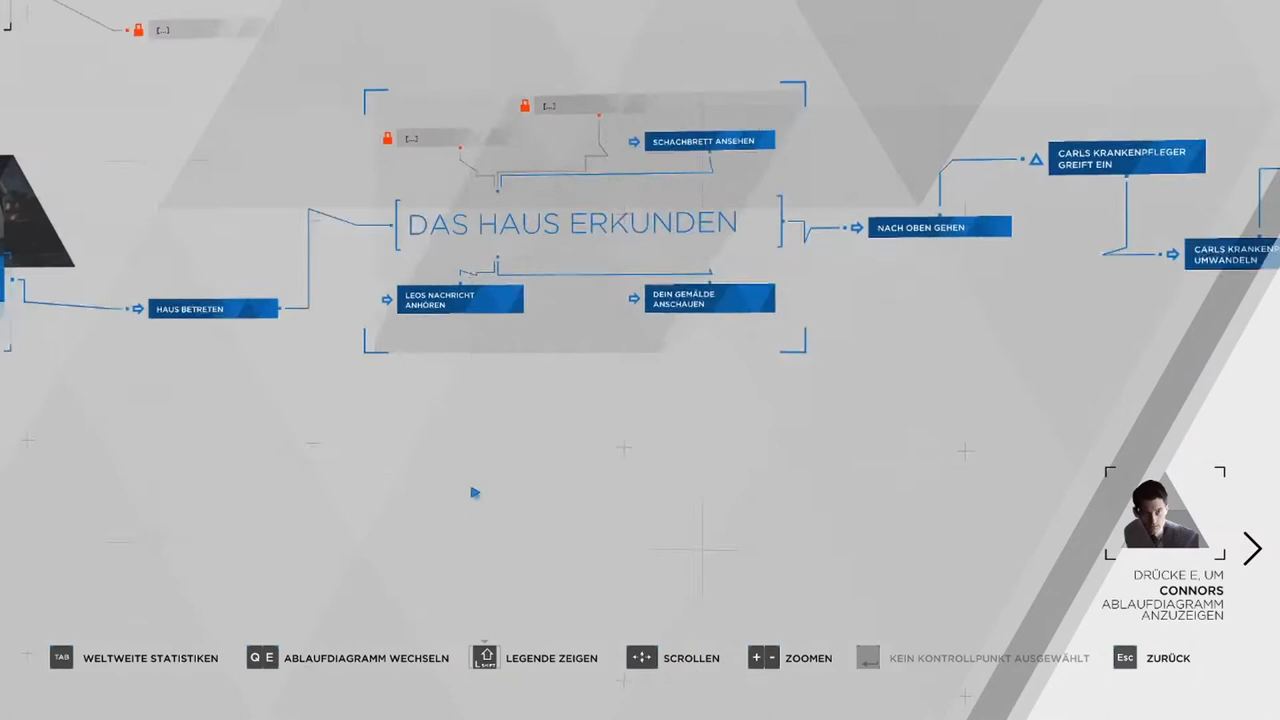 [...]
[...]
[...]
SCHACHBRETT ANSEHEN
DAS HAUS ERKUNDEN
LEOS NACHRICHT
ANHÖREN
DEIN GEMÄLDE
ANSCHAUEN
HAUS BETRETEN
NACH OBEN GEHEN
CARLS KRANKENPFLEGER
GREIFT EIN
CARLS KRANKENP
UMWANDELN
DRÜCKE E, UM
CONNORS
ABLAUFDIAGRAMM
ANZUZEIGEN
TAB WELTWEITE STATISTIKEN
Q E ABLAUFDIAGRAMM WECHSELN
L SHIFT LEGENDE ZEIGEN
SCROLLEN
+ - ZOOMEN
KEIN KONTROLLPUNKT AUSGEWÄHLT
Esc ZURÜCK